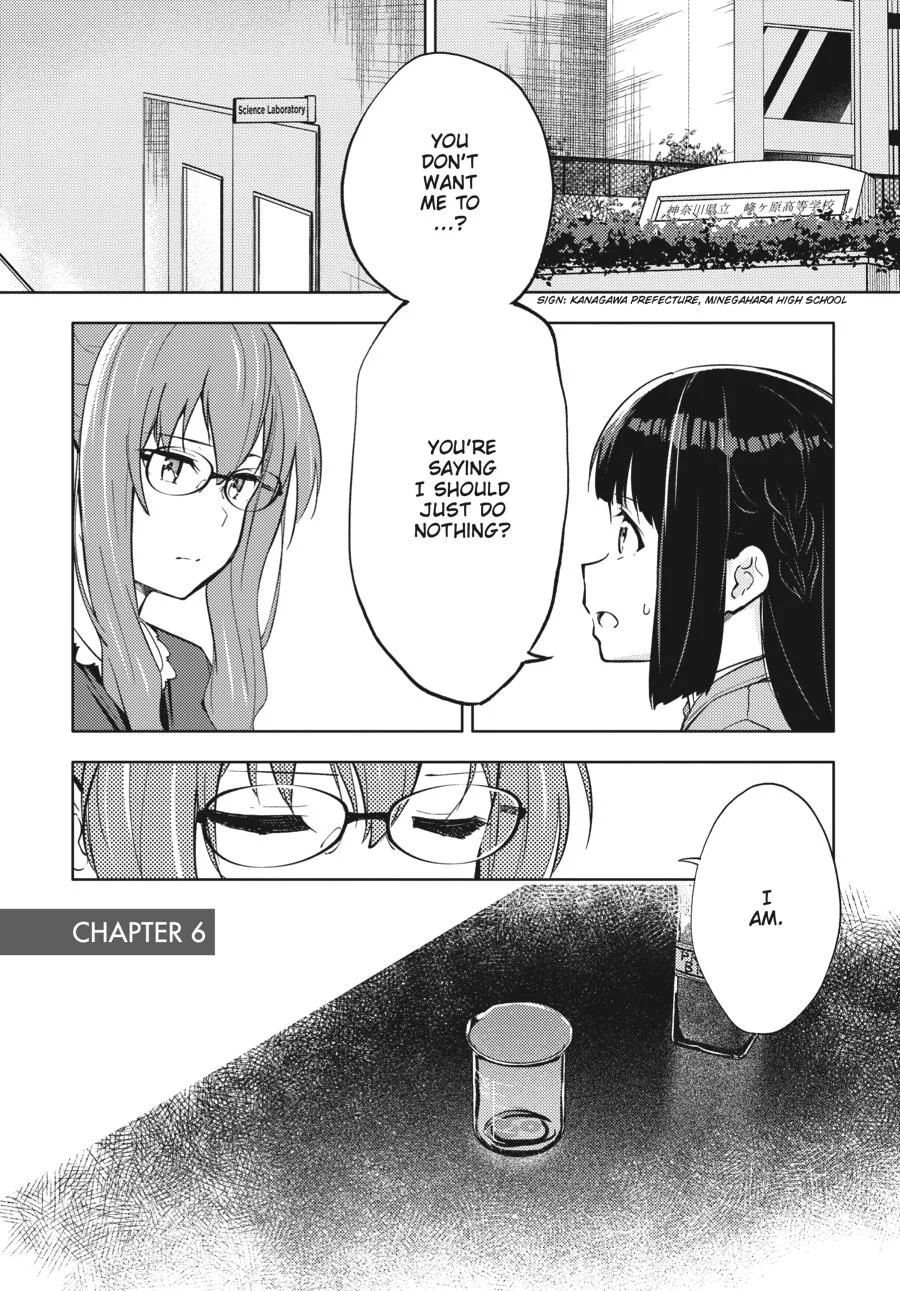 神奈川県立 峰ヶ原高等学校
SIGN: KANAGAWA PREFECTURE, MINEGAHARA HIGH SCHOOL
Science Laboratory
YOU
DON'T
WANT
ME TO
...?
YOU'RE
SAYING
I SHOULD
JUST DO
NOTHING?
I
AM.
CHAPTER 6